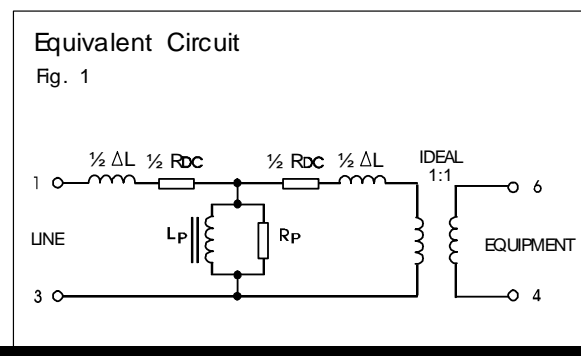 Equivalent Circuit
Fig. 1
½ ΔL ½ RDC ½ RDC ½ ΔL IDEAL
1:1
1 6
LP RP
LINE EQUIPMENT
3 4